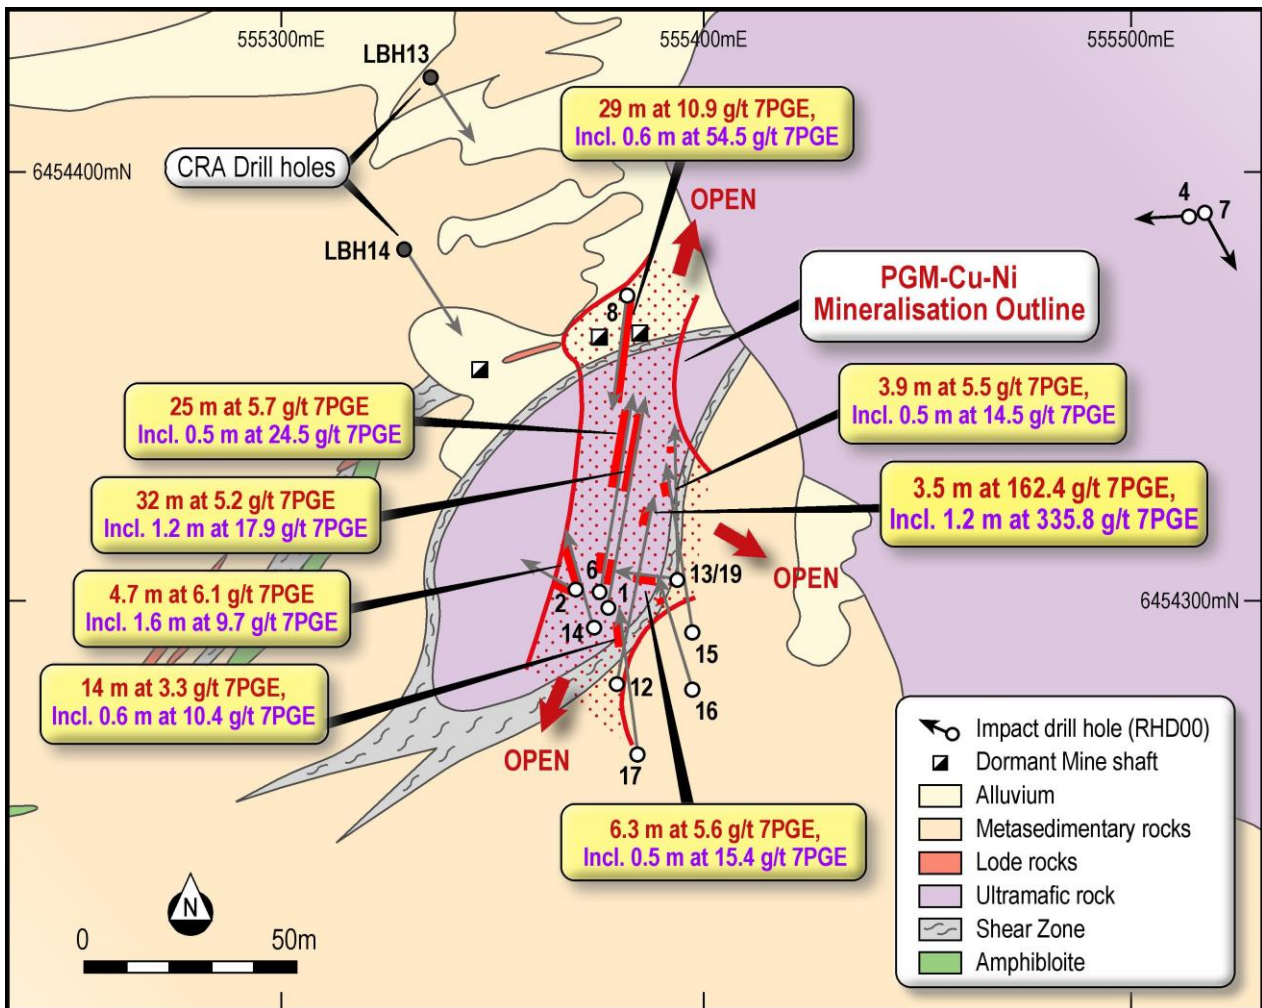 555300mE
555400mE
555500mE
LBH13
29 m at 10.9 g/t 7PGE,
Incl. 0.6 m at 54.5 g/t 7PGE
CRA Drill holes
6454400mN
OPEN
4
7
LBH14
PGM-Cu-Ni
Mineralisation Outline
8
25 m at 5.7 g/t 7PGE
Incl. 0.5 m at 24.5 g/t 7PGE
3.9 m at 5.5 g/t 7PGE,
Incl. 0.5 m at 14.5 g/t 7PGE
32 m at 5.2 g/t 7PGE
Incl. 1.2 m at 17.9 g/t 7PGE
3.5 m at 162.4 g/t 7PGE,
Incl. 1.2 m at 335.8 g/t 7PGE
OPEN
4.7 m at 6.1 g/t 7PGE
Incl. 1.6 m at 9.7 g/t 7PGE
6
13/19
2
1
6454300mN
14
15
14 m at 3.3 g/t 7PGE,
Incl. 0.6 m at 10.4 g/t 7PGE
12
16
OPEN
17
6.3 m at 5.6 g/t 7PGE,
Incl. 0.5 m at 15.4 g/t 7PGE
Impact drill hole (RHD00)
Dormant Mine shaft
Alluvium
Metasedimentary rocks
Lode rocks
Ultramafic rock
Shear Zone
Amphibloite
N
0
50m